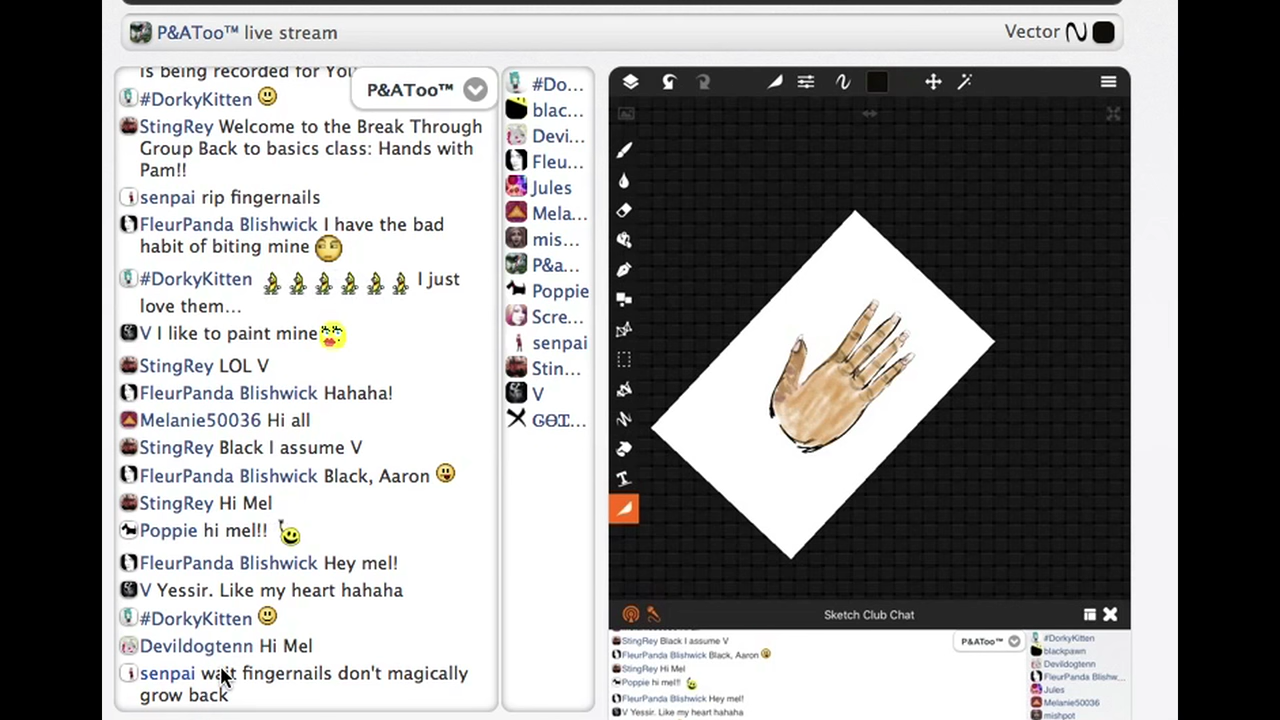 P&AToo™ live stream
Vector
is being recorded for You
P&AToo™
#DorkyKitten
StingRey Welcome to the Break Through
Group Back to basics class: Hands with
Pam!!
senpai rip fingernails
FleurPanda Blishwick I have the bad
habit of biting mine
#DorkyKitten I just
love them...
V I like to paint mine
StingRey LOL V
FleurPanda Blishwick Hahaha!
Melanie50036 Hi all
StingRey Black I assume V
FleurPanda Blishwick Black, Aaron
StingRey Hi Mel
Poppie hi mel!!
FleurPanda Blishwick Hey mel!
V Yessir. Like my heart hahaha
#DorkyKitten
Devildogtenn Hi Mel
senpai wait fingernails don't magically
grow back
#Do...
blac...
Devi...
Fleu...
Jules
Mela...
mis...
P&a...
Poppie
Scre...
senpai
Stin...
V
Sketch Club Chat
StingRey Black I assume V
FleurPanda Blishwick Black, Aaron
StingRey Hi Mel
Poppie hi mel!!
FleurPanda Blishwick Hey mel!
V Yessir. Like my heart hahaha
P&AToo™
#DorkyKitten
blackpawn
Devildogtenn
FleurPanda Blishw...
Jules
Melanie50036
mishpot